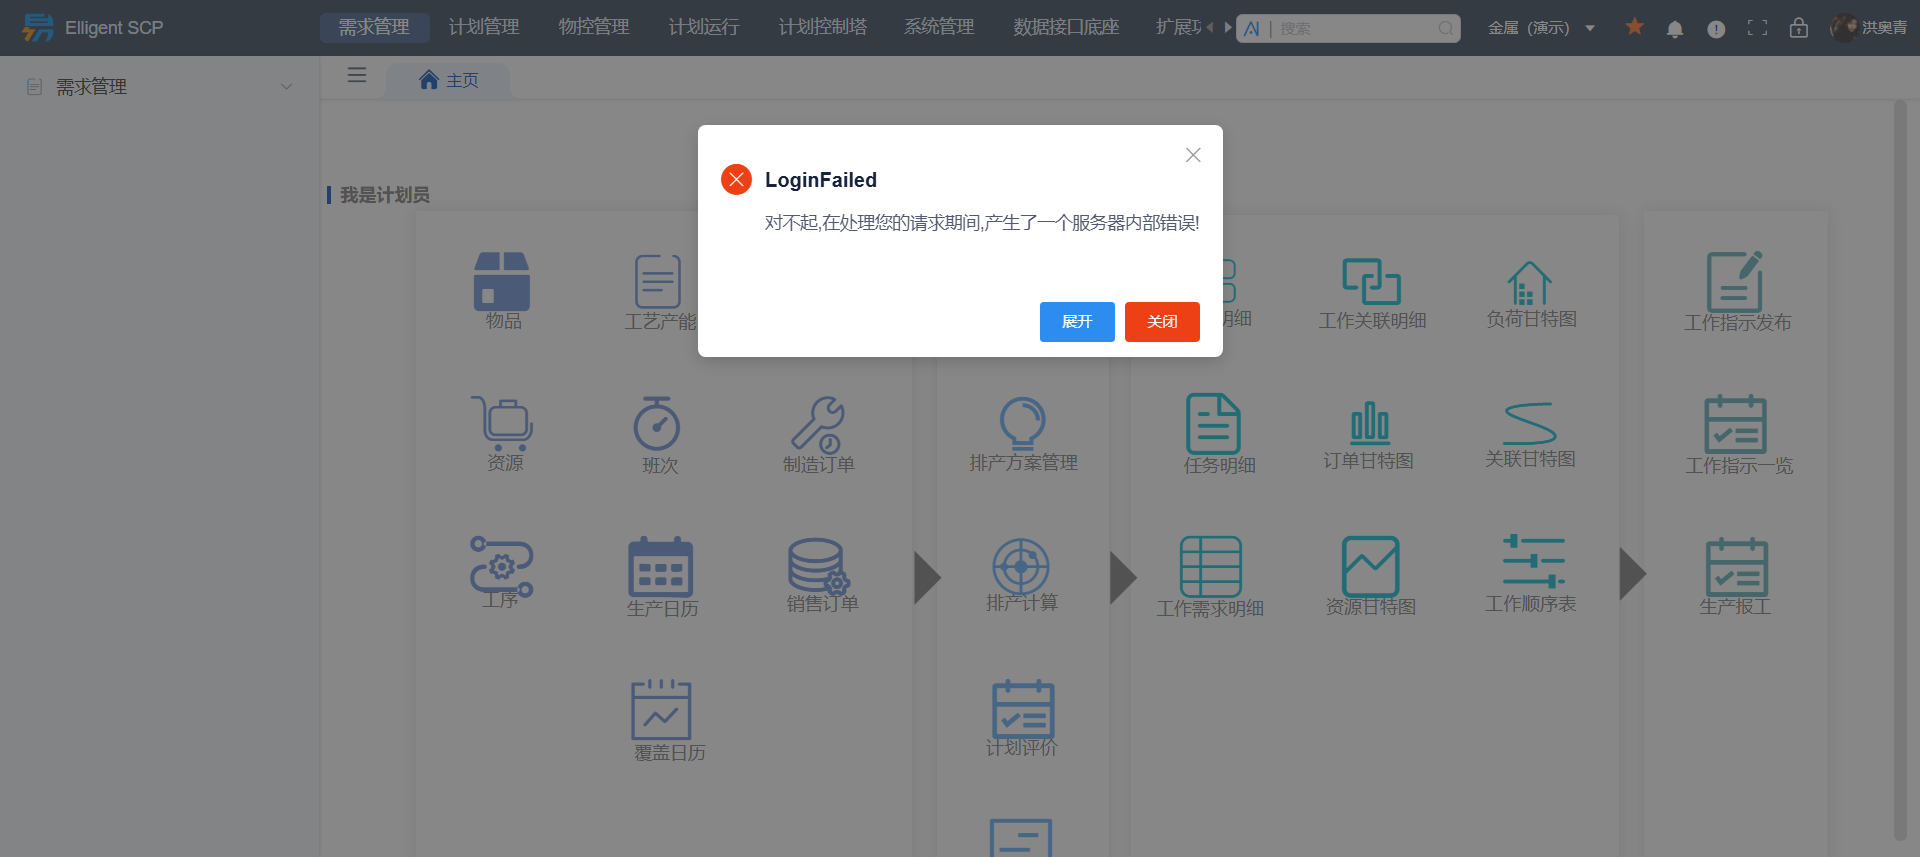 Elligent SCP
需求管理
计划管理
物控管理
计划运行
计划控制塔
系统管理
数据接口底座
扩展
AI
搜索
金属 (演示)
洪奥青
需求管理
主页
我是计划员
LoginFailed
对不起,在处理您的请求期间,产生了一个服务器内部错误!
展开
关闭
物品
工艺产能
明细
工作关联明细
负荷甘特图
工作指示发布
资源
班次
制造订单
排产方案管理
任务明细
订单甘特图
关联甘特图
工作指示一览
工序
生产日历
销售订单
排产计算
工作需求明细
资源甘特图
工作顺序表
生产报工
覆盖日历
计划评价